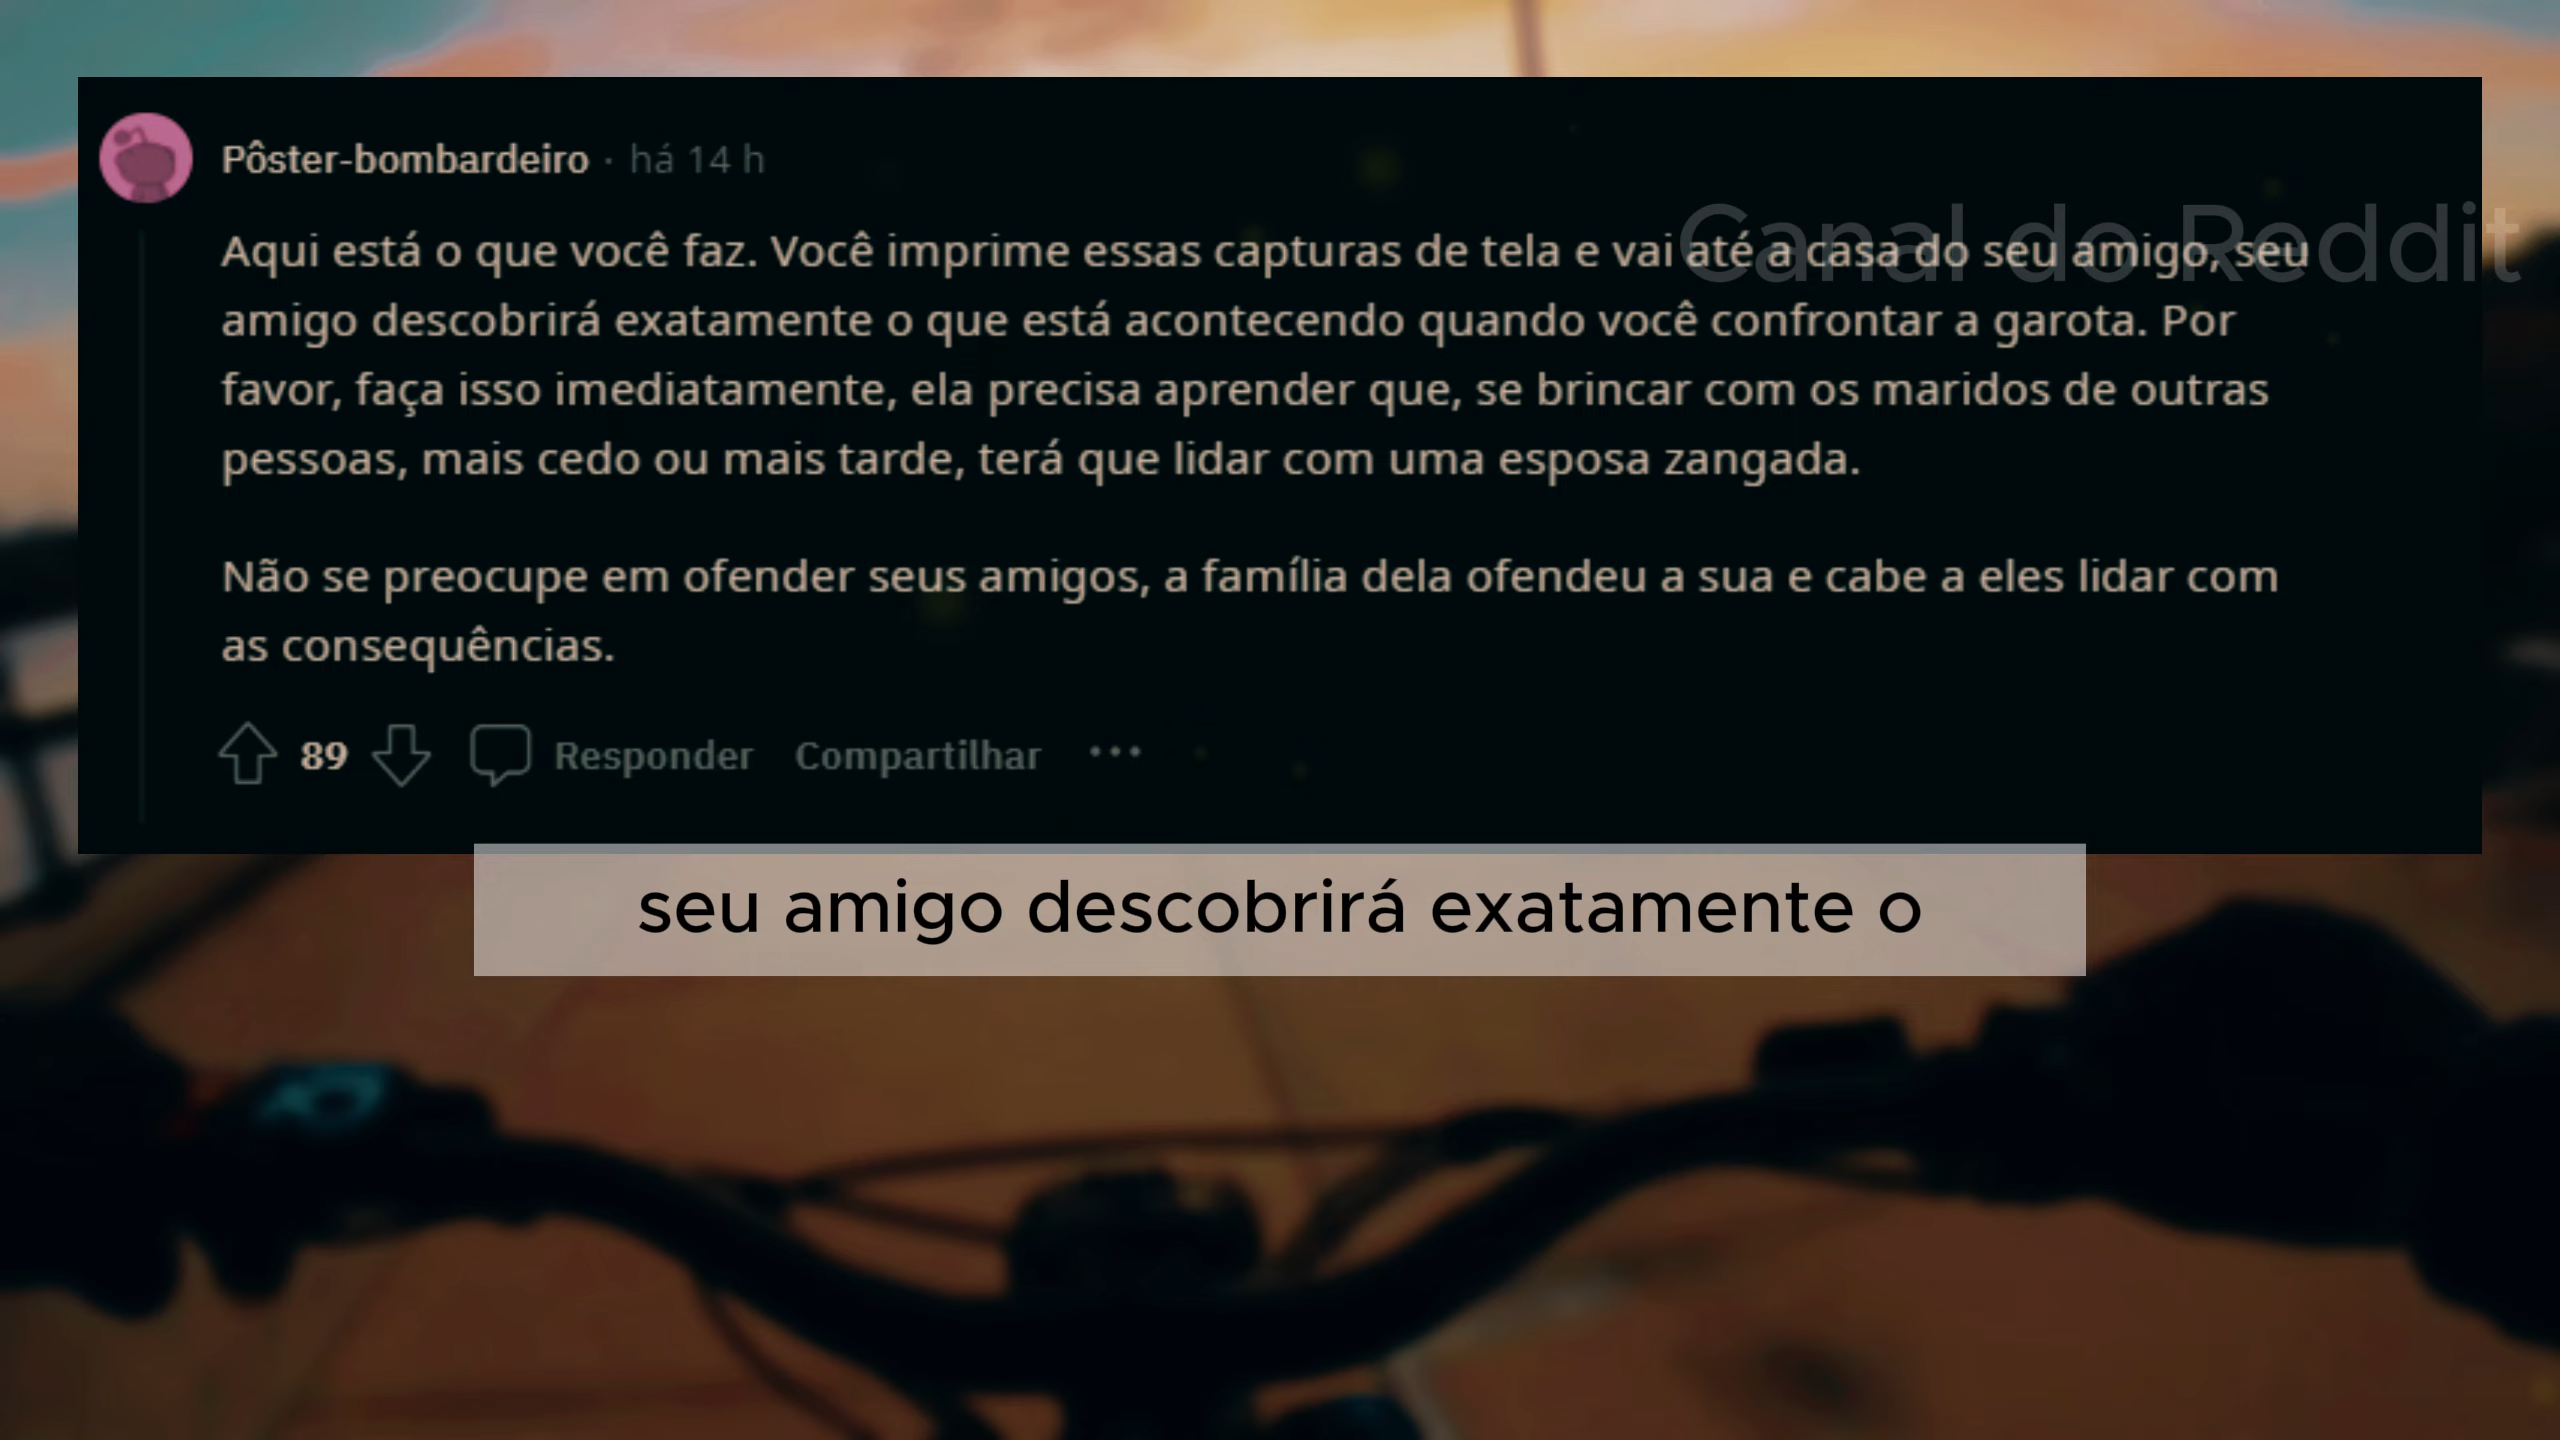 Pôster-bombardeiro · há 14 h
Canal do Reddit
Aqui está o que você faz. Você imprime essas capturas de tela e vai até a casa do seu amigo, seu
amigo descobrirá exatamente o que está acontecendo quando você confrontar a garota. Por
favor, faça isso imediatamente, ela precisa aprender que, se brincar com os maridos de outras
pessoas, mais cedo ou mais tarde, terá que lidar com uma esposa zangada.
Não se preocupe em ofender seus amigos, a família dela ofendeu a sua e cabe a eles lidar com
as consequências.
89 Responder Compartilhar ···
seu amigo descobrirá exatamente o